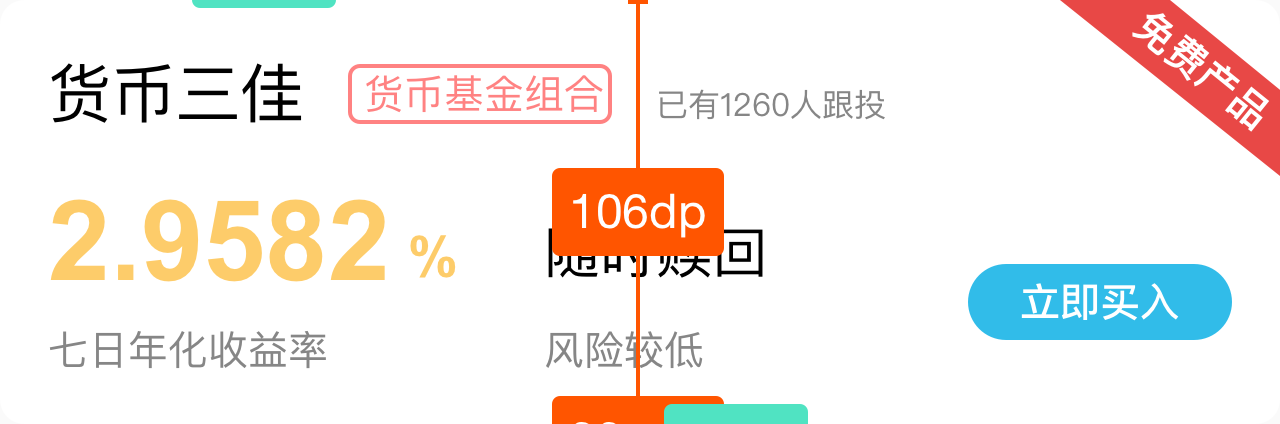 货币三佳
货币基金组合
已有1260人跟投
免费产品
2.9582 %
106dp
随时赎回
立即买入
七日年化收益率
风险较低